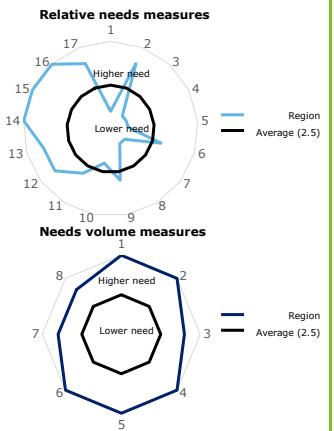 Relative needs measures
1
17
2
16
3
Higher need
15
4
14
Lower need
5
13
6
12
7
11
8
10
9
Region
Average (2.5)
Needs volume measures
1
8
2
Higher need
7
Lower need
3
6
4
5
Region
Average (2.5)